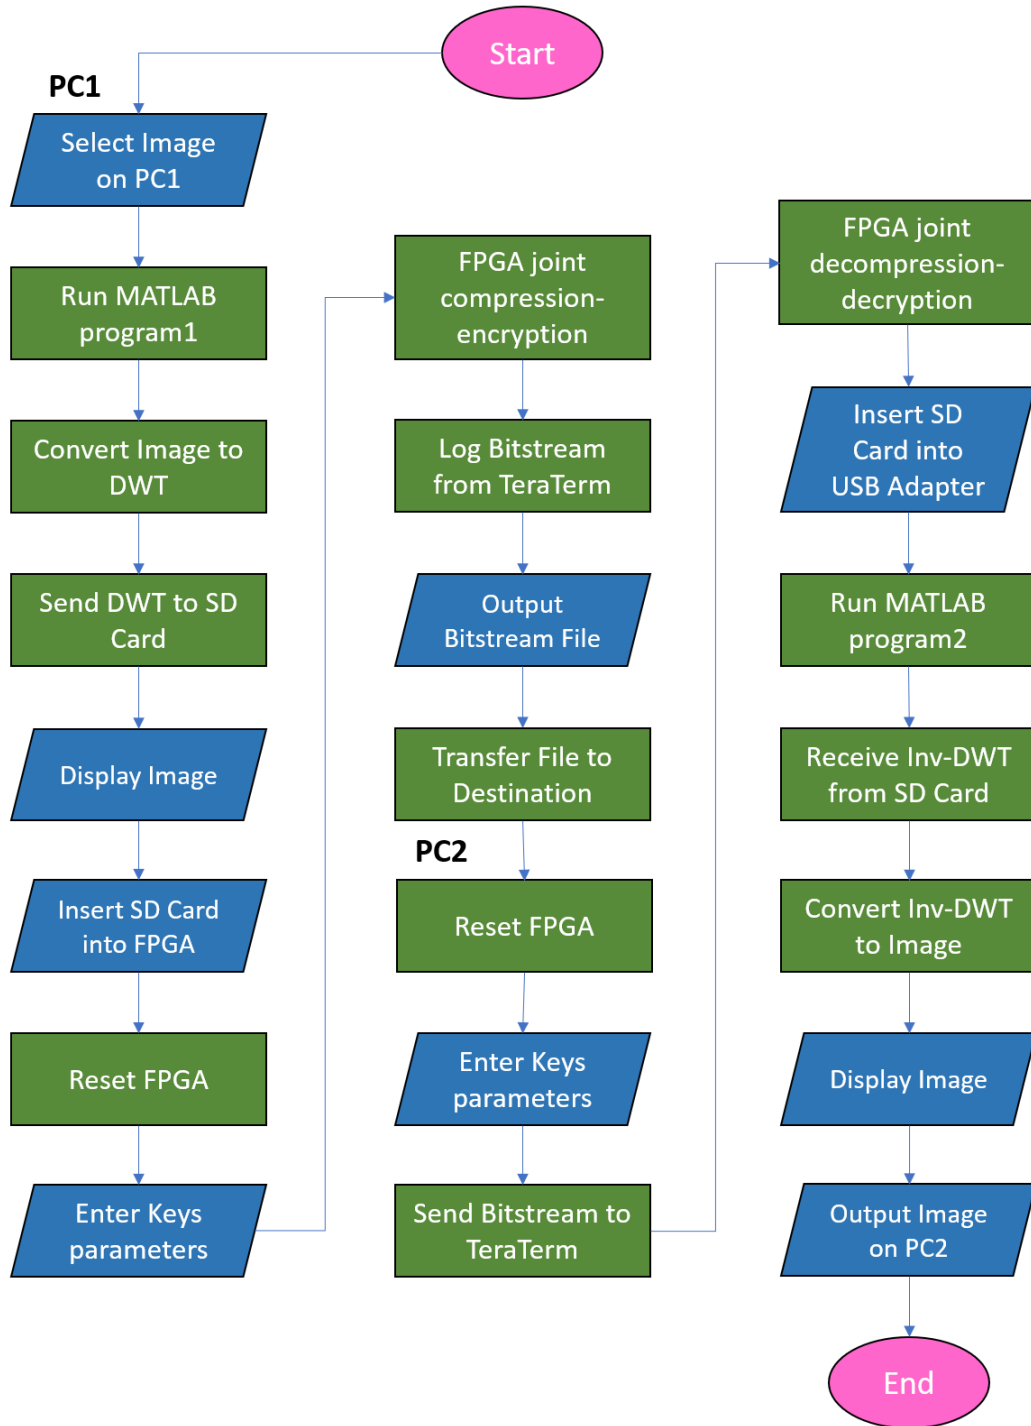 Start
PC1
Select Image
on PC1
Run MATLAB
program1
Convert Image to
DWT
Send DWT to SD
Card
Display Image
Insert SD Card
into FPGA
Reset FPGA
Enter Keys
parameters
FPGA joint
compression-
encryption
Log Bitstream
from TeraTerm
Output
Bitstream File
Transfer File to
Destination
PC2
Reset FPGA
Enter Keys
parameters
Send Bitstream to
TeraTerm
FPGA joint
decompression-
decryption
Insert SD
Card into
USB Adapter
Run MATLAB
program2
Receive Inv-DWT
from SD Card
Convert Inv-DWT
to Image
Display Image
Output Image
on PC2
End